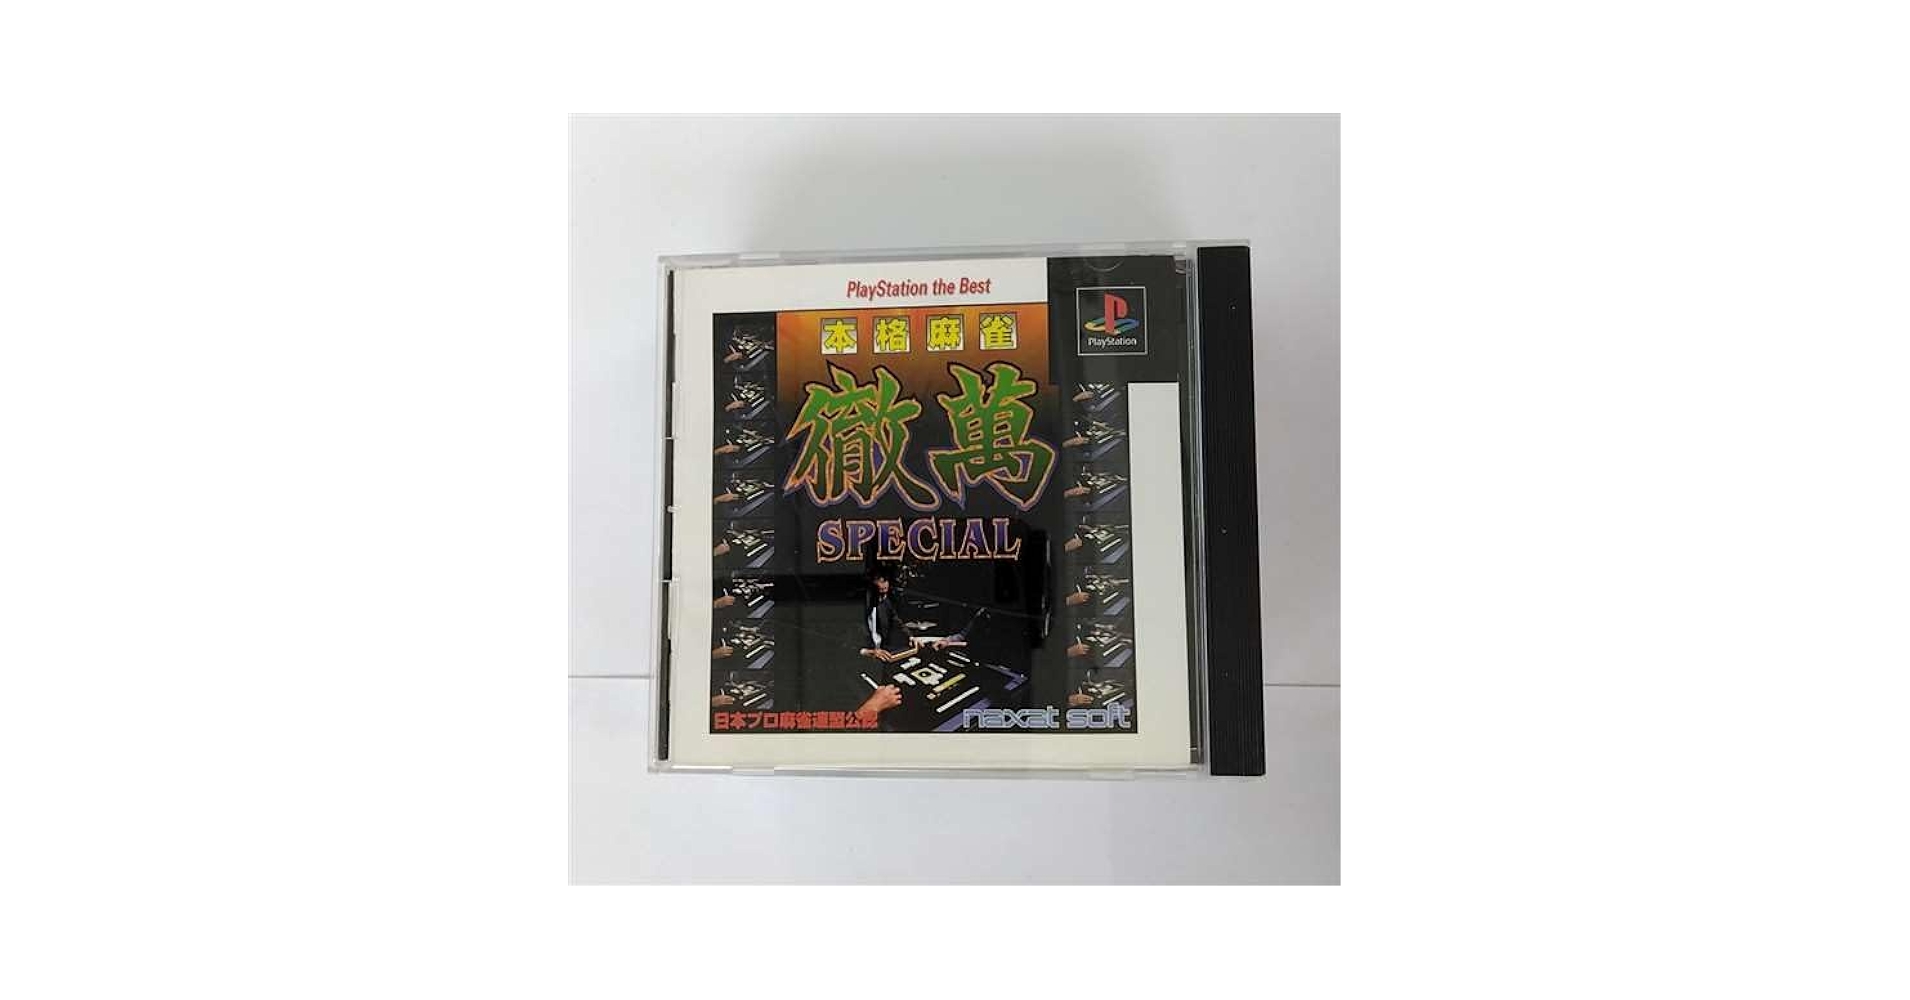 PlayStation the Best
本格麻雀
PlayStation
徹萬
SPECIAL
日本プロ麻雀連盟公認
naxat soft